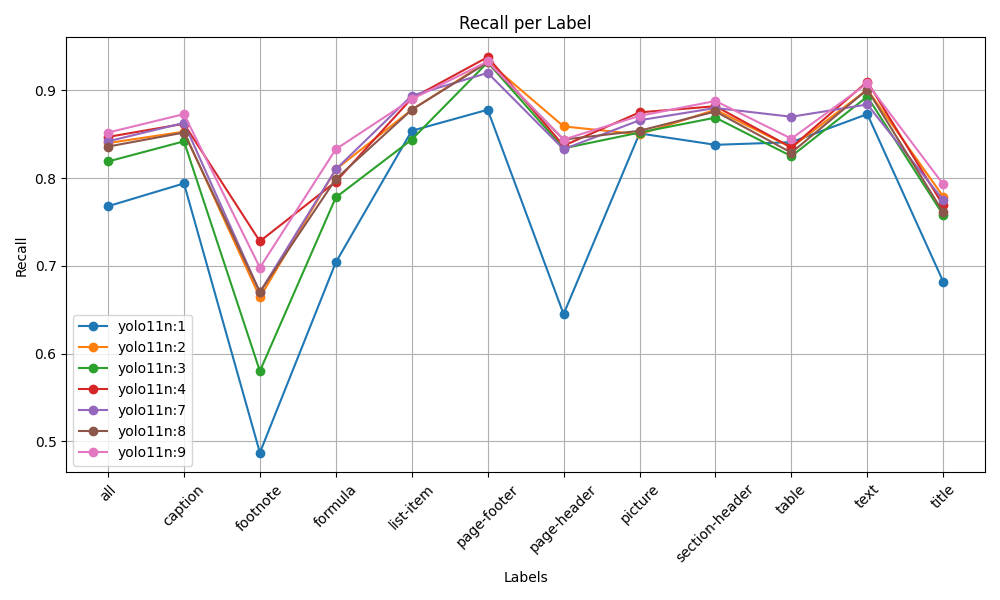 Recall per Label
Recall
0.9
0.8
0.7
0.6
0.5
yolo11n:1
yolo11n:2
yolo11n:3
yolo11n:4
yolo11n:7
yolo11n:8
yolo11n:9
all
caption
footnote
formula
list-item
page-footer
page-header
picture
section-header
table
text
title
Labels